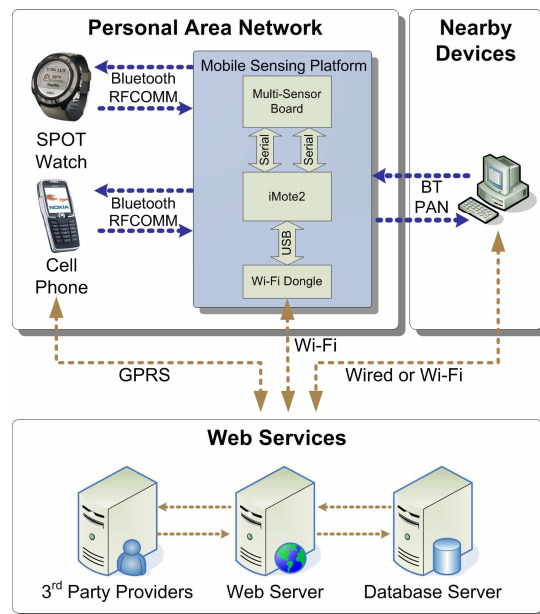 Personal Area Network
Nearby
Devices
Mobile Sensing Platform
Bluetooth
RFCOMM
SPOT
Watch
Multi-Sensor
Board
Serial
Serial
iMote2
NOKIA
Bluetooth
RFCOMM
Cell
Phone
USB
Wi-Fi Dongle
BT
PAN
GPRS
Wi-Fi
Wired or Wi-Fi
Web Services
3rd Party Providers
Web Server
Database Server